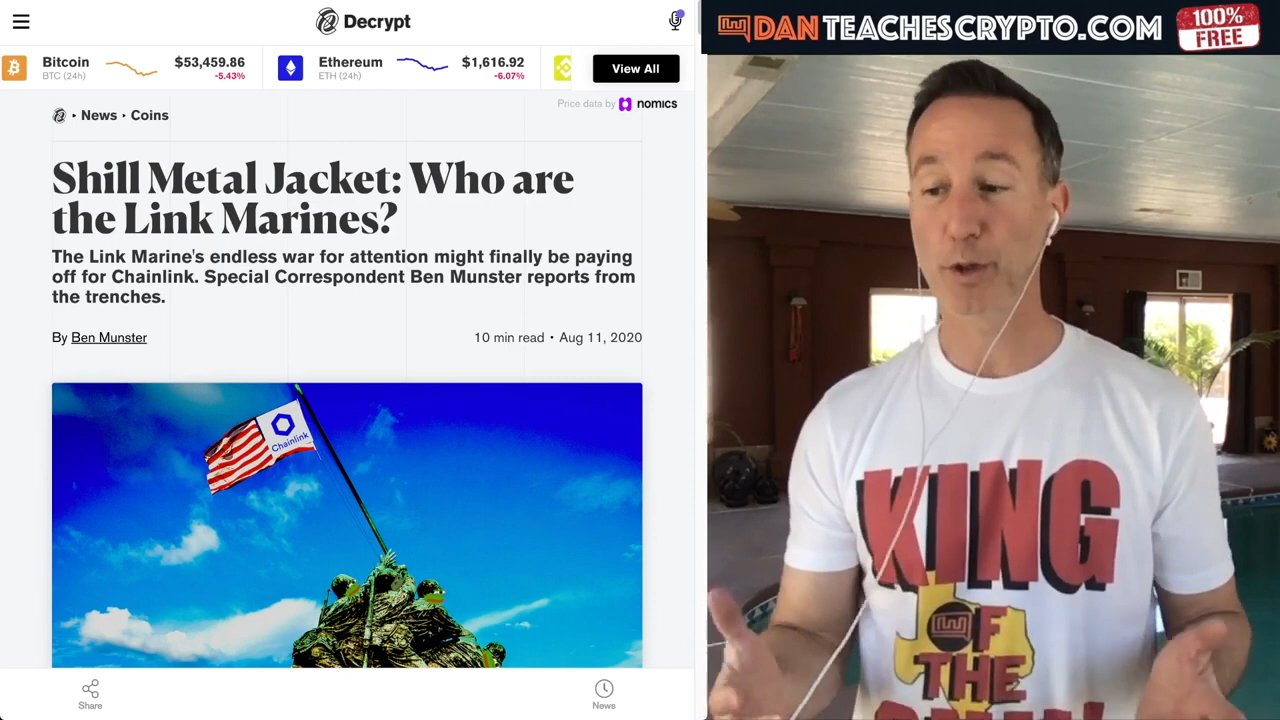 Decrypt
Bitcoin
BTC (24h)
$53,459.86
-5.43%
Ethereum
ETH (24h)
$1,616.92
-6.07%
View All
Price data by nomics
News ‣ Coins
Shill Metal Jacket: Who are
the Link Marines?
The Link Marine's endless war for attention might finally be paying
off for Chainlink. Special Correspondent Ben Munster reports from
the trenches.
By Ben Munster
10 min read • Aug 11, 2020
Chainlink
Share
News
DANTEACHESCRYPTO.COM
100%
FREE
KING
OF
THE